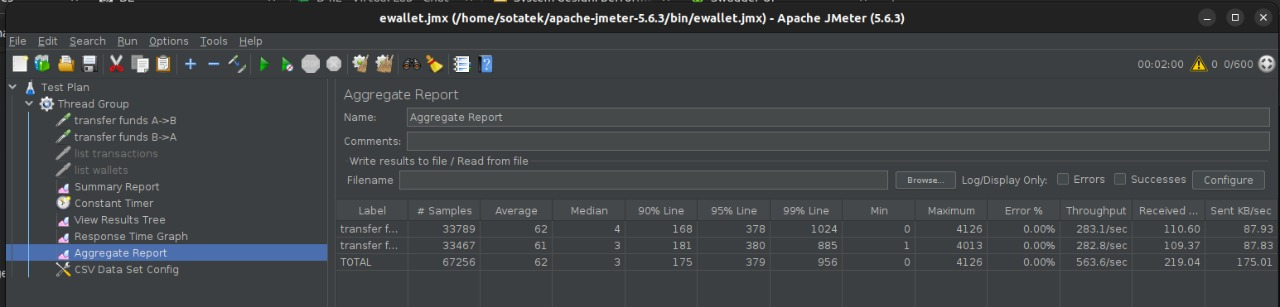 ewallet.jmx (/home/sotatek/apache-jmeter-5.6.3/bin/ewallet.jmx) - Apache JMeter (5.6.3)
File Edit Search Run Options Tools Help
00:02:00 0 0/600
Test Plan
Thread Group
transfer funds A->B
transfer funds B->A
list transactions
list wallets
Summary Report
Constant Timer
View Results Tree
Response Time Graph
Aggregate Report
CSV Data Set Config
Aggregate Report
Name: Aggregate Report
Comments:
Write results to file / Read from file
Filename Browse... Log/Display Only: Errors Successes Configure
Label # Samples Average Median 90% Line 95% Line 99% Line Min Maximum Error % Throughput Received ... Sent KB/sec
transfer f... 33789 62 4 168 378 1024 0 4126 0.00% 283.1/sec 110.60 87.93
transfer f... 33467 61 3 181 380 885 1 4013 0.00% 282.8/sec 109.37 87.83
TOTAL 67256 62 3 175 379 956 0 4126 0.00% 563.6/sec 219.04 175.01